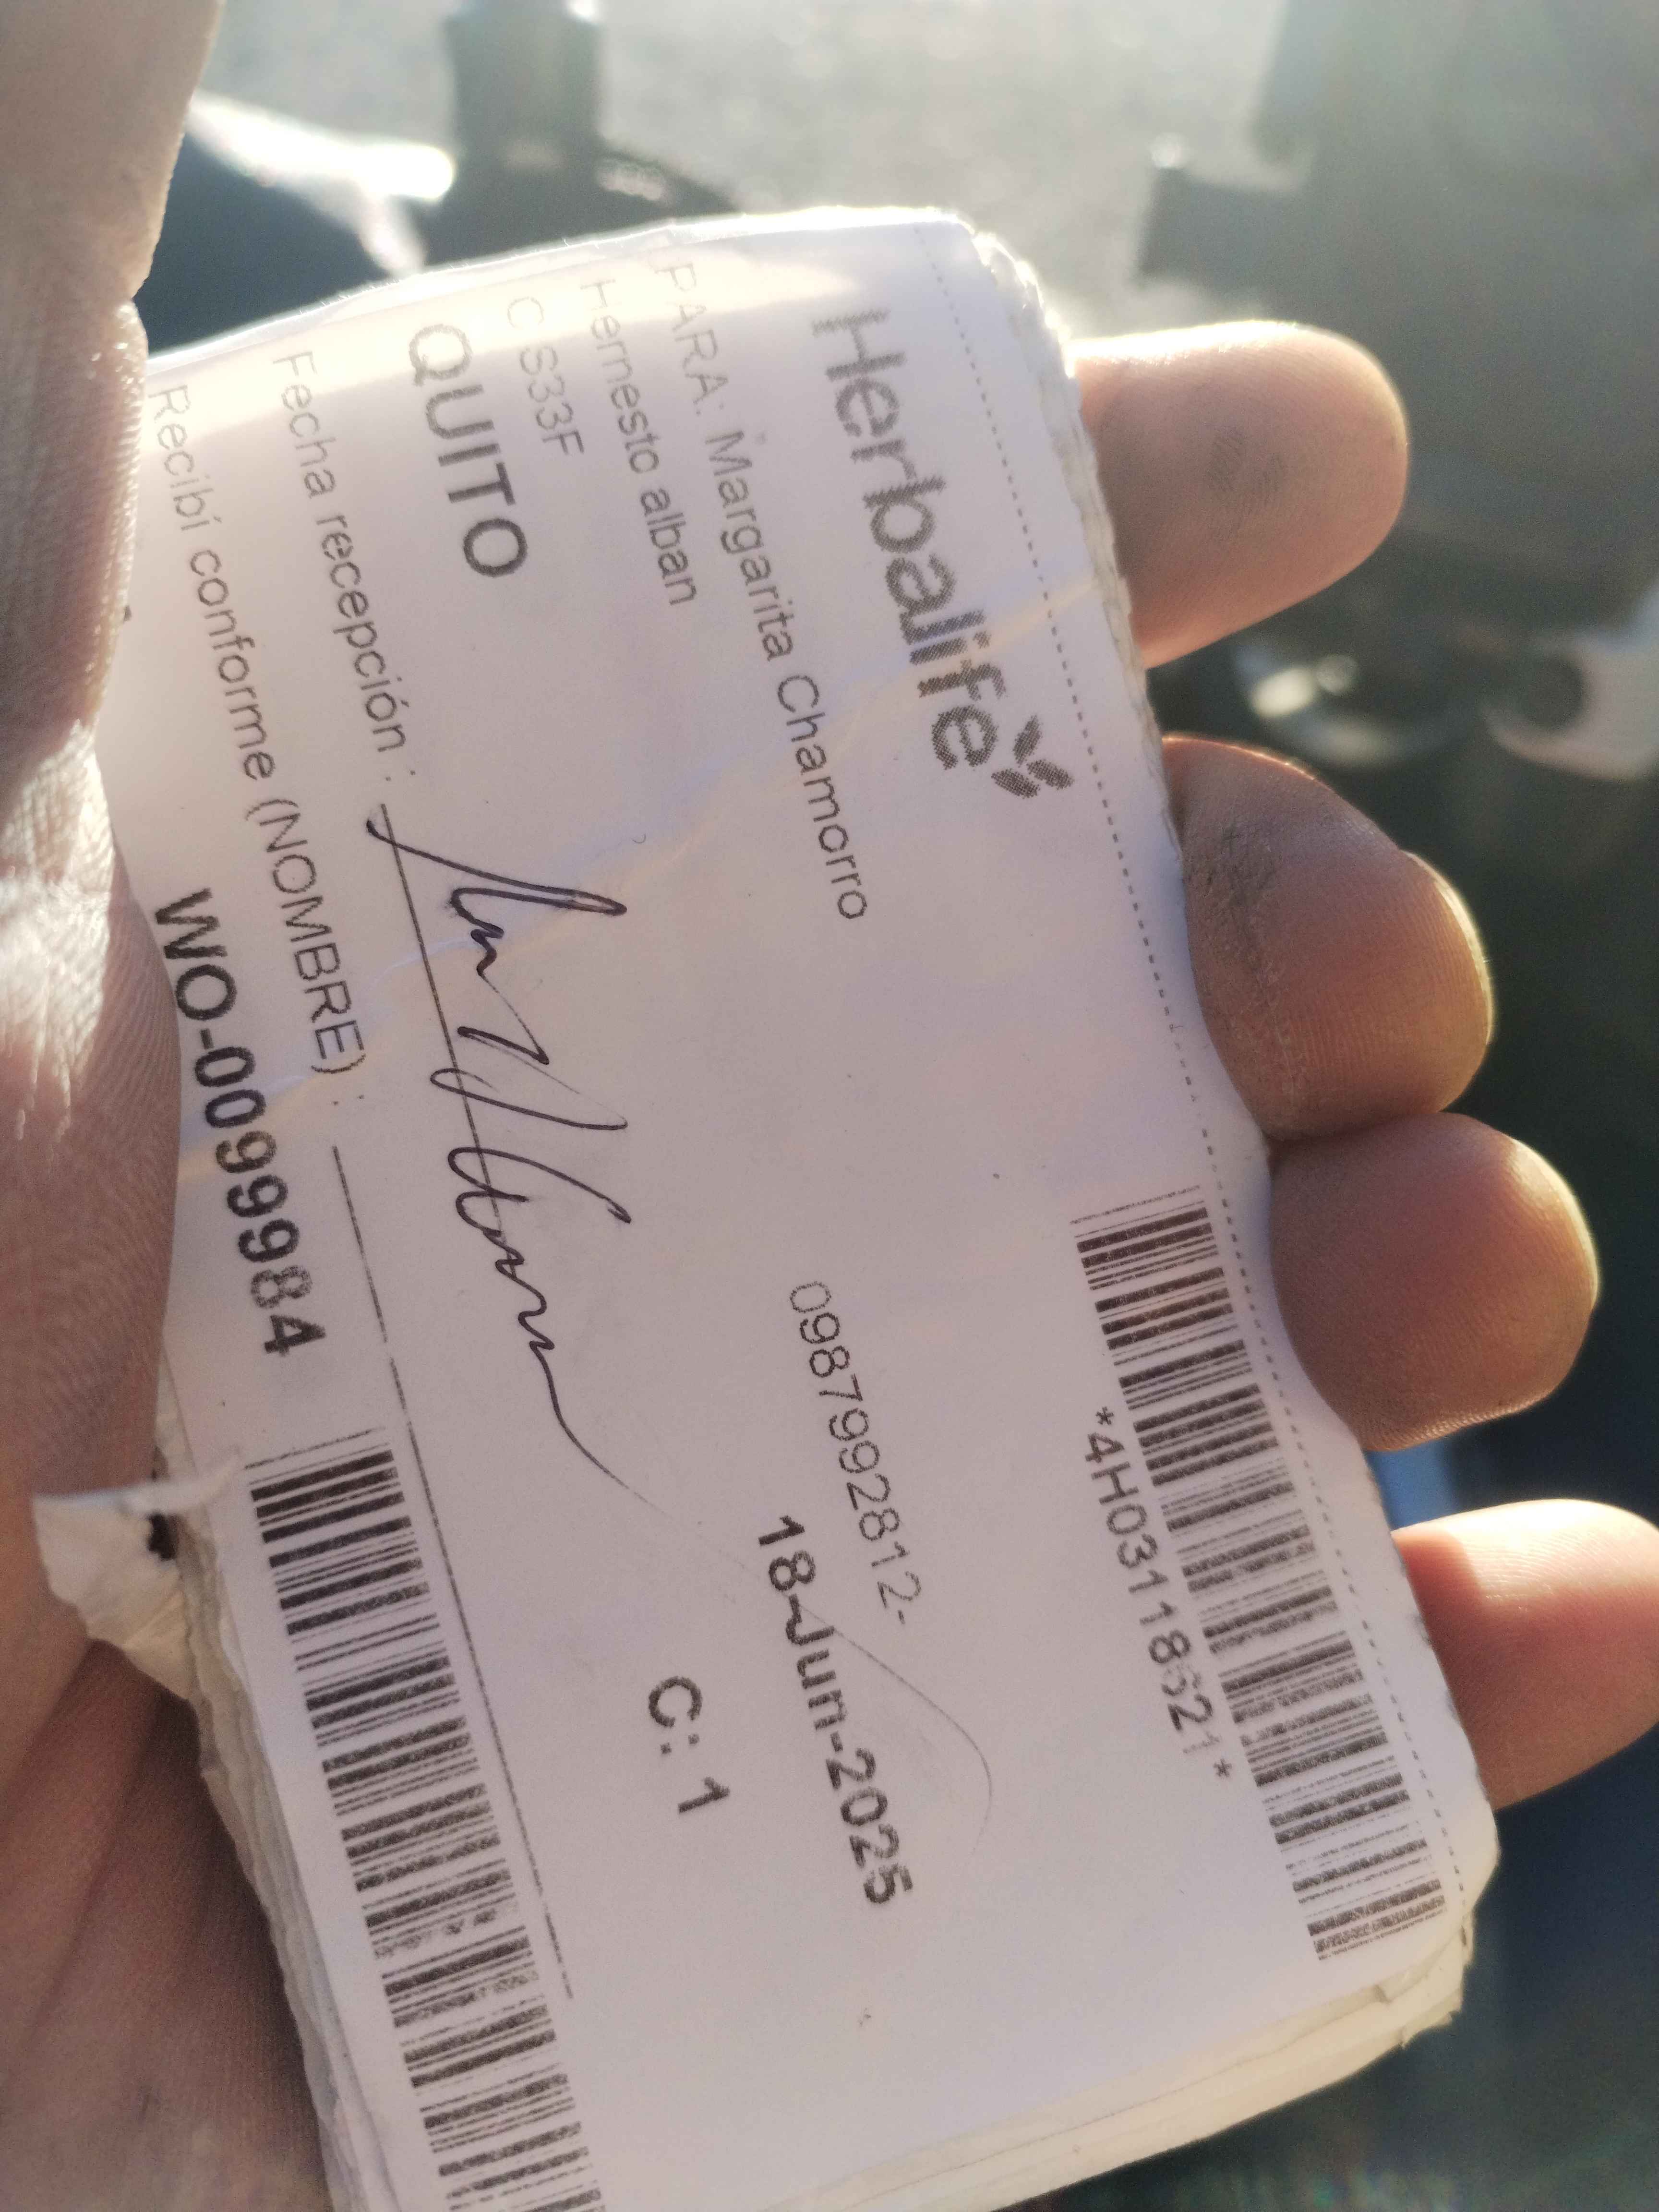 Herbalife
*4H03118621*
PARA: Margarita Chamorro
0987992812-
Hernesto alban
18-Jun-2025
C S33F
C: 1
QUITO
Fecha recepción :
Recibí conforme (NOMBRE) :
WO-0099984